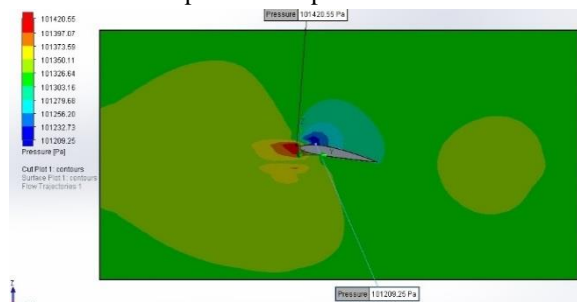 Pressure 101420.55 Pa
101420.55
101397.07
101373.59
101350.11
101326.64
101303.16
101279.68
101256.20
101232.73
101209.25
Pressure [Pa]
Cut Plot 1: contours
Surface Plot 1: contours
Flow Trajectories 1
Pressure 101209.25 Pa